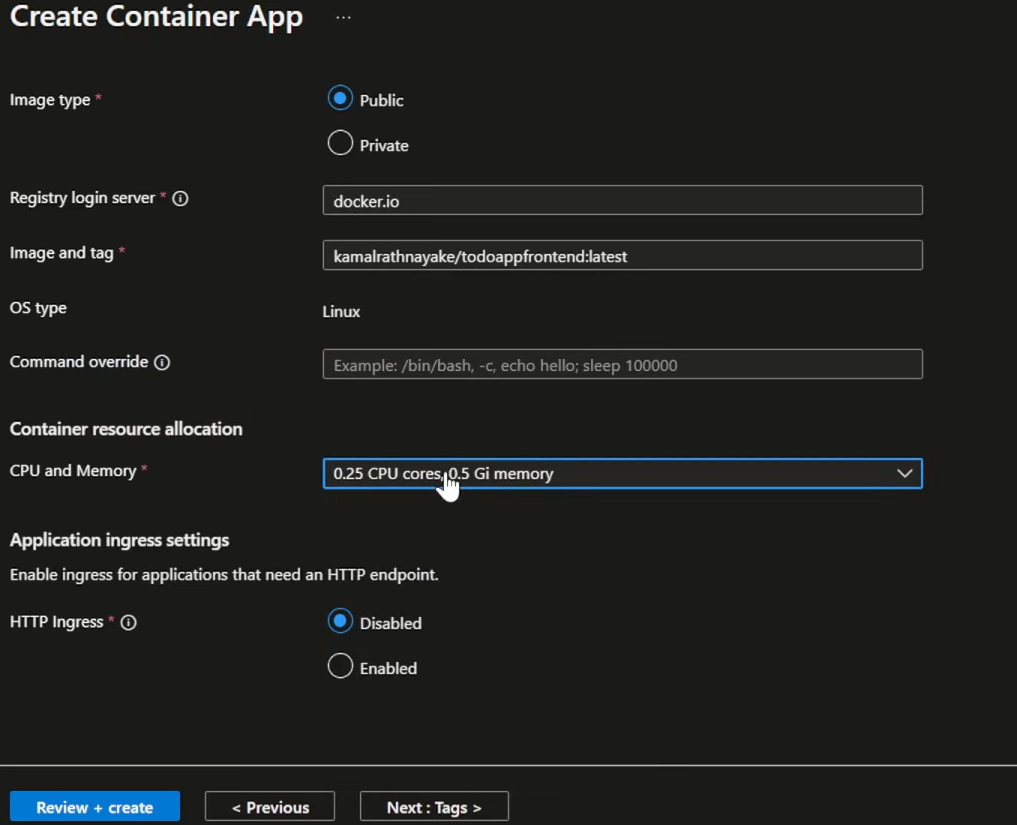 Create Container App ...
Image type *
Public
Private
Registry login server *
docker.io
Image and tag *
kamalrathnayake/todoappfrontend:latest
OS type
Linux
Command override
Example: /bin/bash, -c, echo hello; sleep 100000
Container resource allocation
CPU and Memory *
0.25 CPU cores, 0.5 Gi memory
Application ingress settings
Enable ingress for applications that need an HTTP endpoint.
HTTP Ingress *
Disabled
Enabled
Review + create
< Previous
Next : Tags >